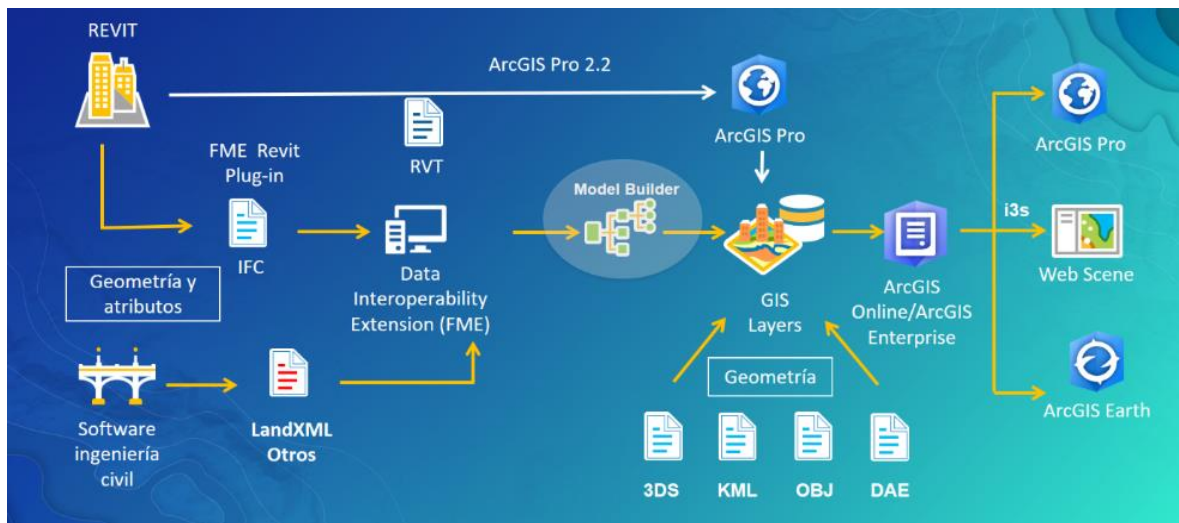 REVIT
ArcGIS Pro 2.2
RVT
ArcGIS Pro
FME Revit
Plug-in
IFC
Geometría y
atributos
Data
Interoperability
Extension (FME)
Model Builder
GIS
Layers
ArcGIS
Online/ArcGIS
Enterprise
i3s
ArcGIS Pro
Web Scene
ArcGIS Earth
Software
ingeniería
civil
LandXML
Otros
Geometría
3DS
KML
OBJ
DAE